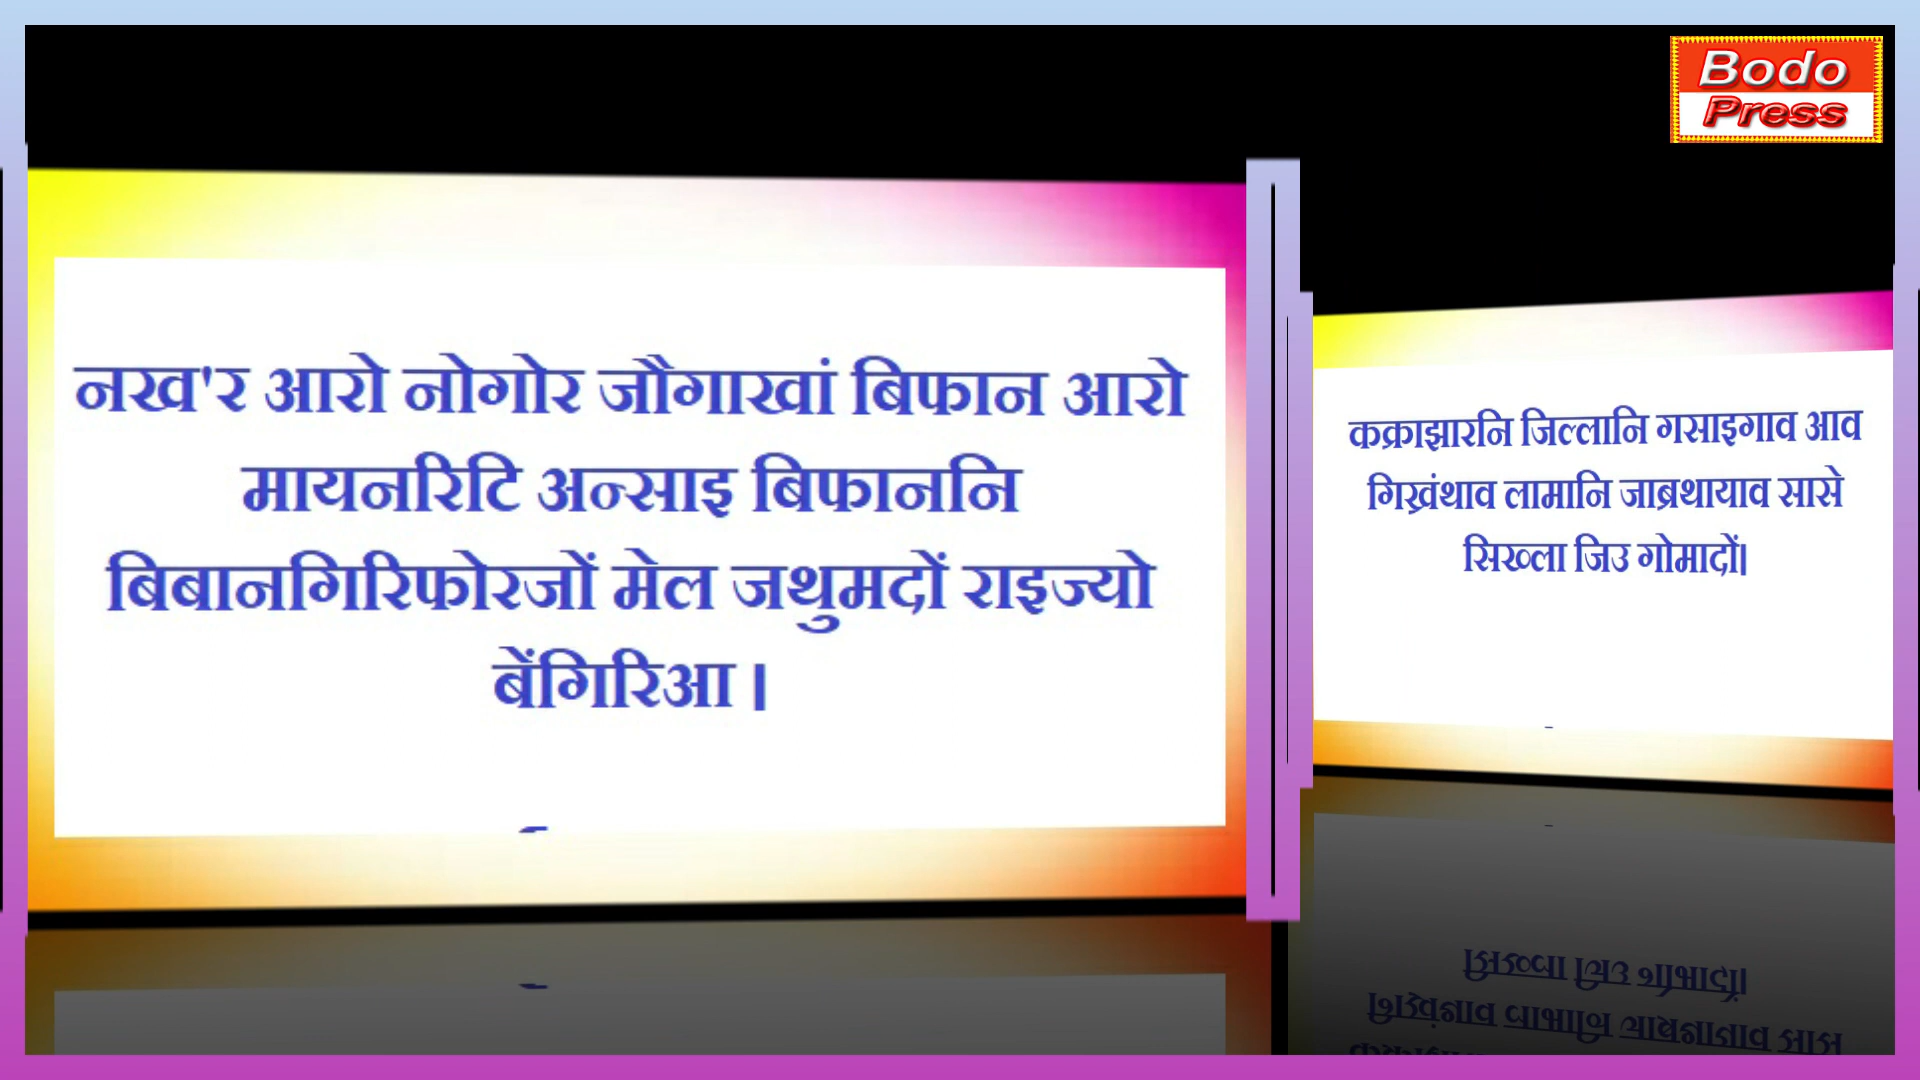 Bodo
Press
नख'र आरो नोगोर जौगाखां बिफान आरो
मायनरिटि अन्साइ बिफाननि
बिबानगिरिफोरजों मेल जथुमदों राइज्यो
बेंगिरिआ।
कक्राझारनि जिल्लानि गसाइगाव आव
गिख्रंथाव लामानि जाब्रथायाव सासे
सिख्ला जिउ गोमादों।